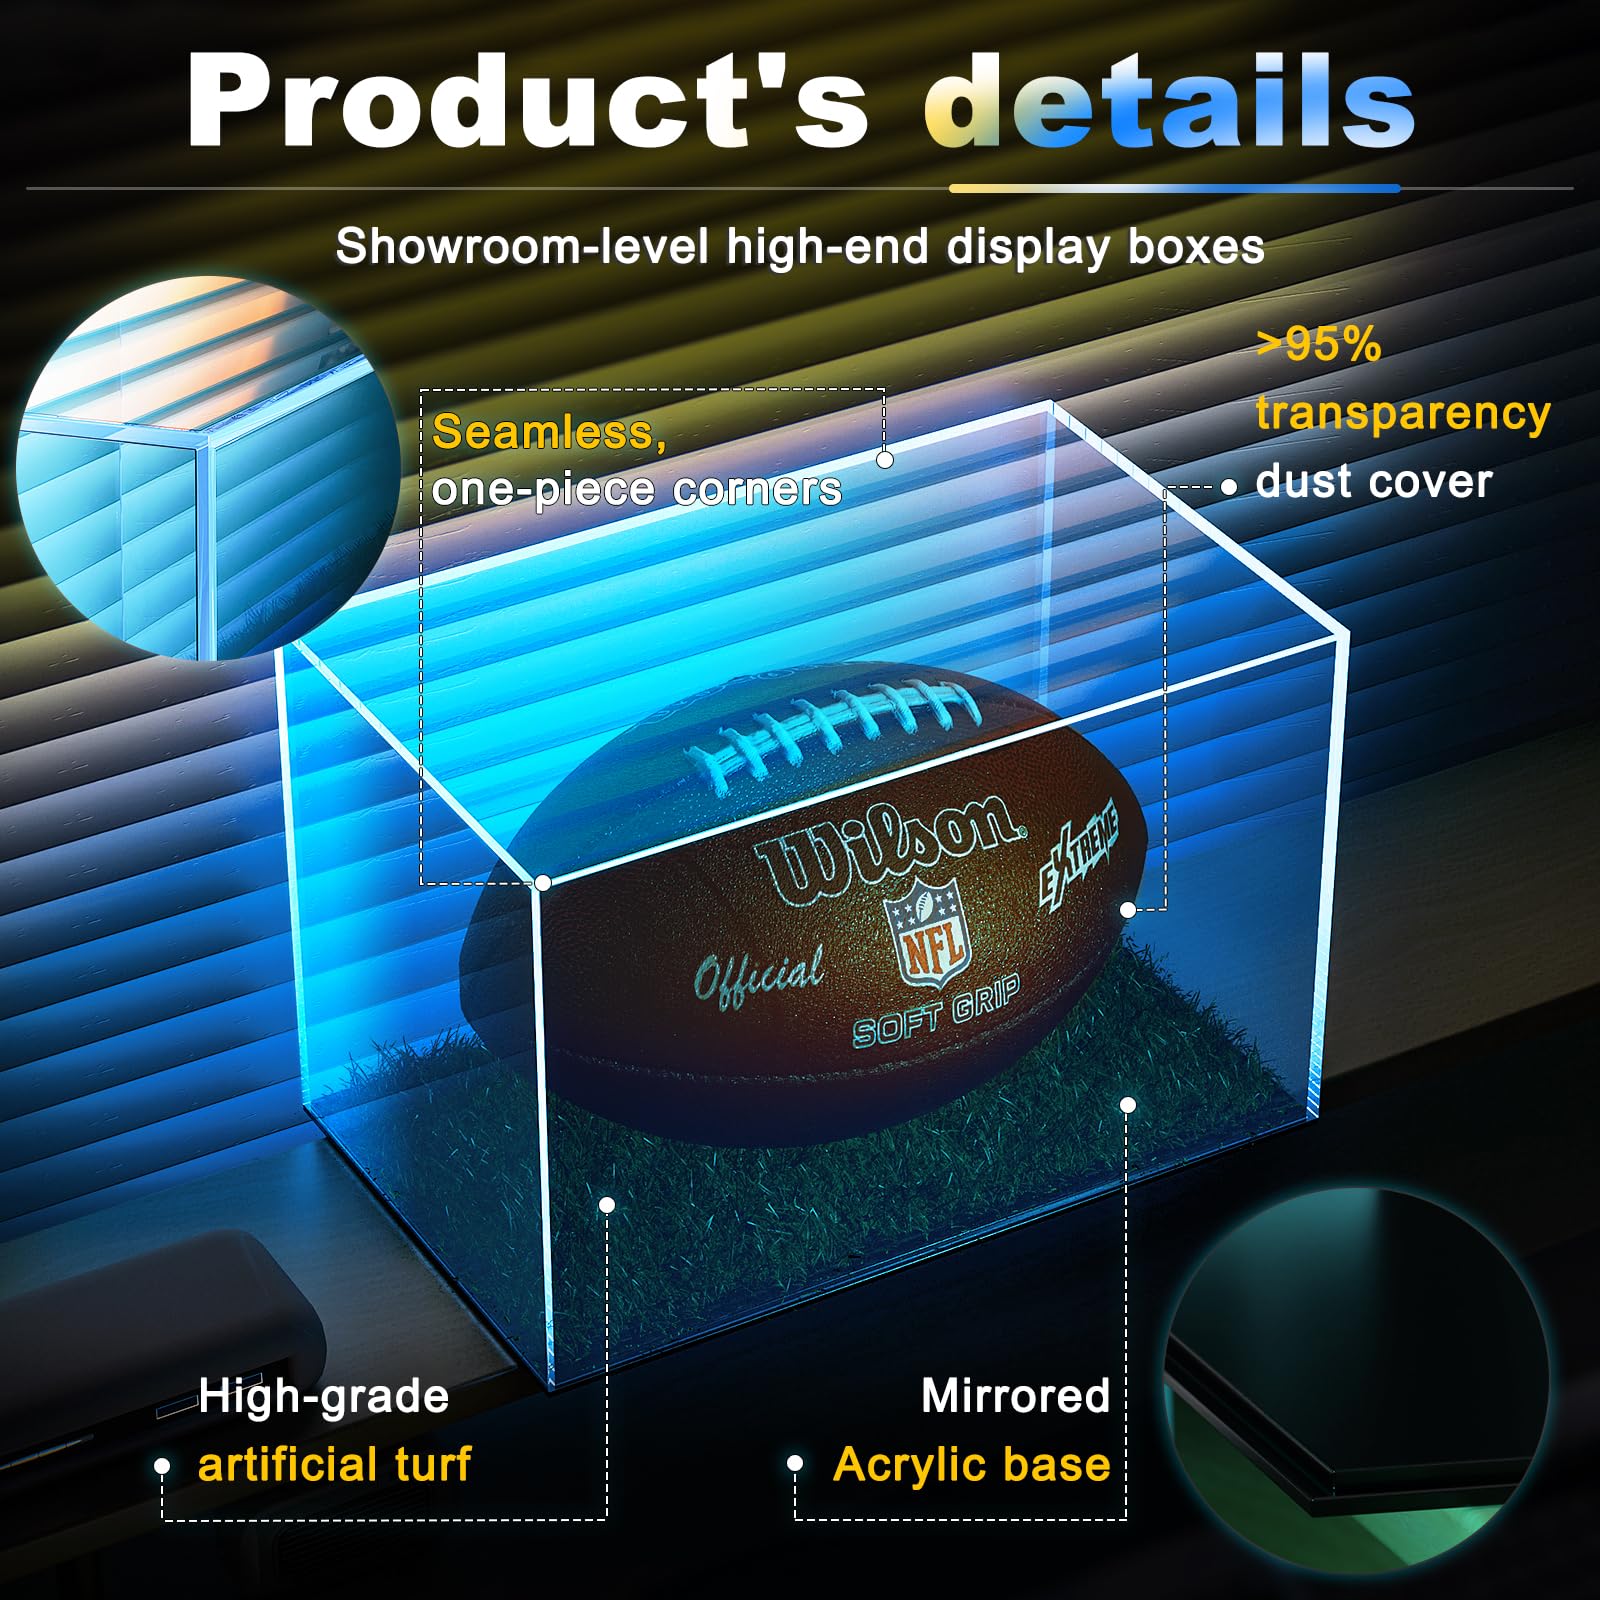 Product's details
Showroom-level high-end display boxes
>95%
transparency
dust cover
Seamless,
one-piece corners
Wilson
EXTREME
NFL
Official
SOFT GRIP
High-grade
artificial turf
Mirrored
Acrylic base